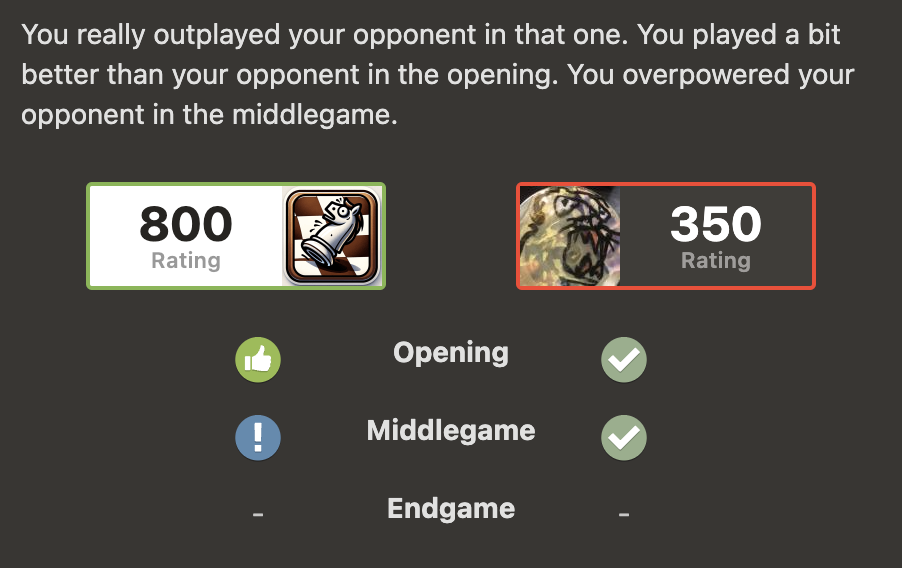 You really outplayed your opponent in that one. You played a bit
better than your opponent in the opening. You overpowered your
opponent in the middlegame.
800
Rating
350
Rating
Opening
!
Middlegame
-
Endgame
-